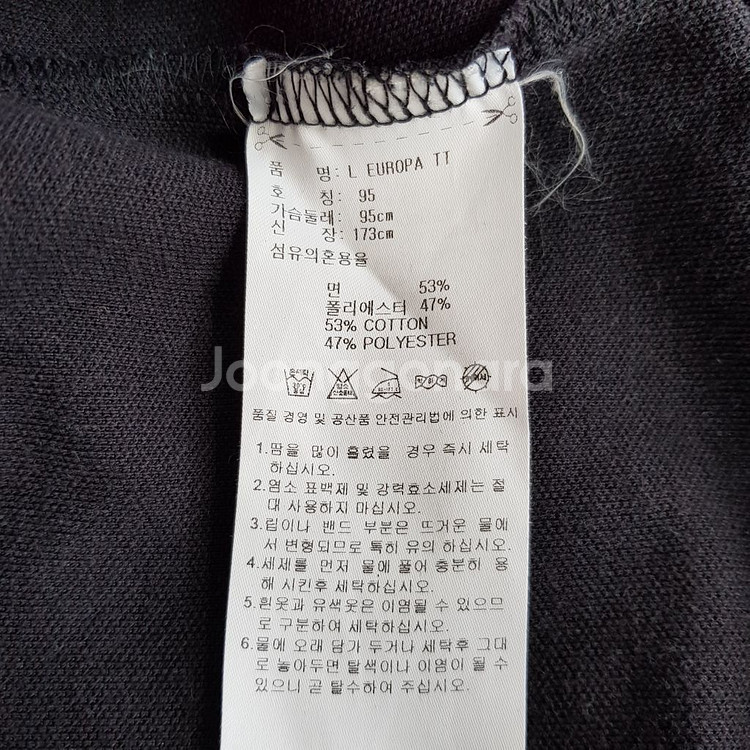 품 명: L EUROPA TT
호 칭: 95
가슴둘레: 95cm
신 장: 173cm
섬유의혼용율
면 53%
폴리에스터 47%
53% COTTON
47% POLYESTER
Joongonara
품질 경영 및 공산품 안전관리법에 의한 표시
1.땀을 많이 흘렸을 경우 즉시 세탁
하십시오.
2.염소 표백제 및 강력효소세제는 절
대 사용하지 마십시오.
3.립이나 밴드 부분은 뜨거운 물에
서 변형되므로 특히 유의 하십시오.
4.세제를 먼저 물에 풀어 충분히 용
해 시킨후 세탁하십시오.
5.흰옷과 유색옷은 이염될 수 있으므
로 구분하여 세탁하십시오.
6.물에 오래 담가 두거나 세탁후 그대
로 놓아두면 탈색이나 이염이 될 수
있으니 곧 탈수하여 주십시오.